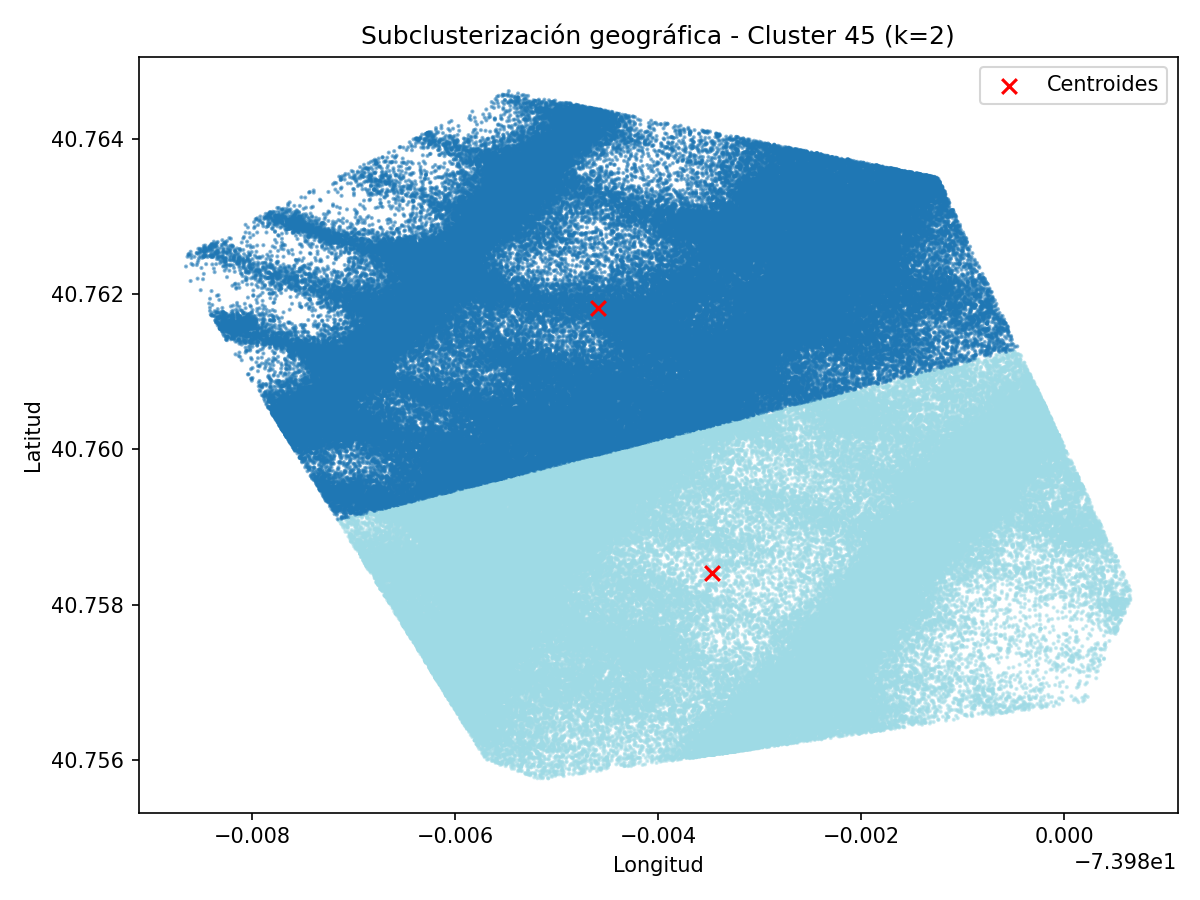 Subclusterización geográfica - Cluster 45 (k=2)
Centroides
40.764
40.762
40.760
40.758
40.756
Latitud
−0.008
−0.006
−0.004
−0.002
0.000
−7.398e1
Longitud